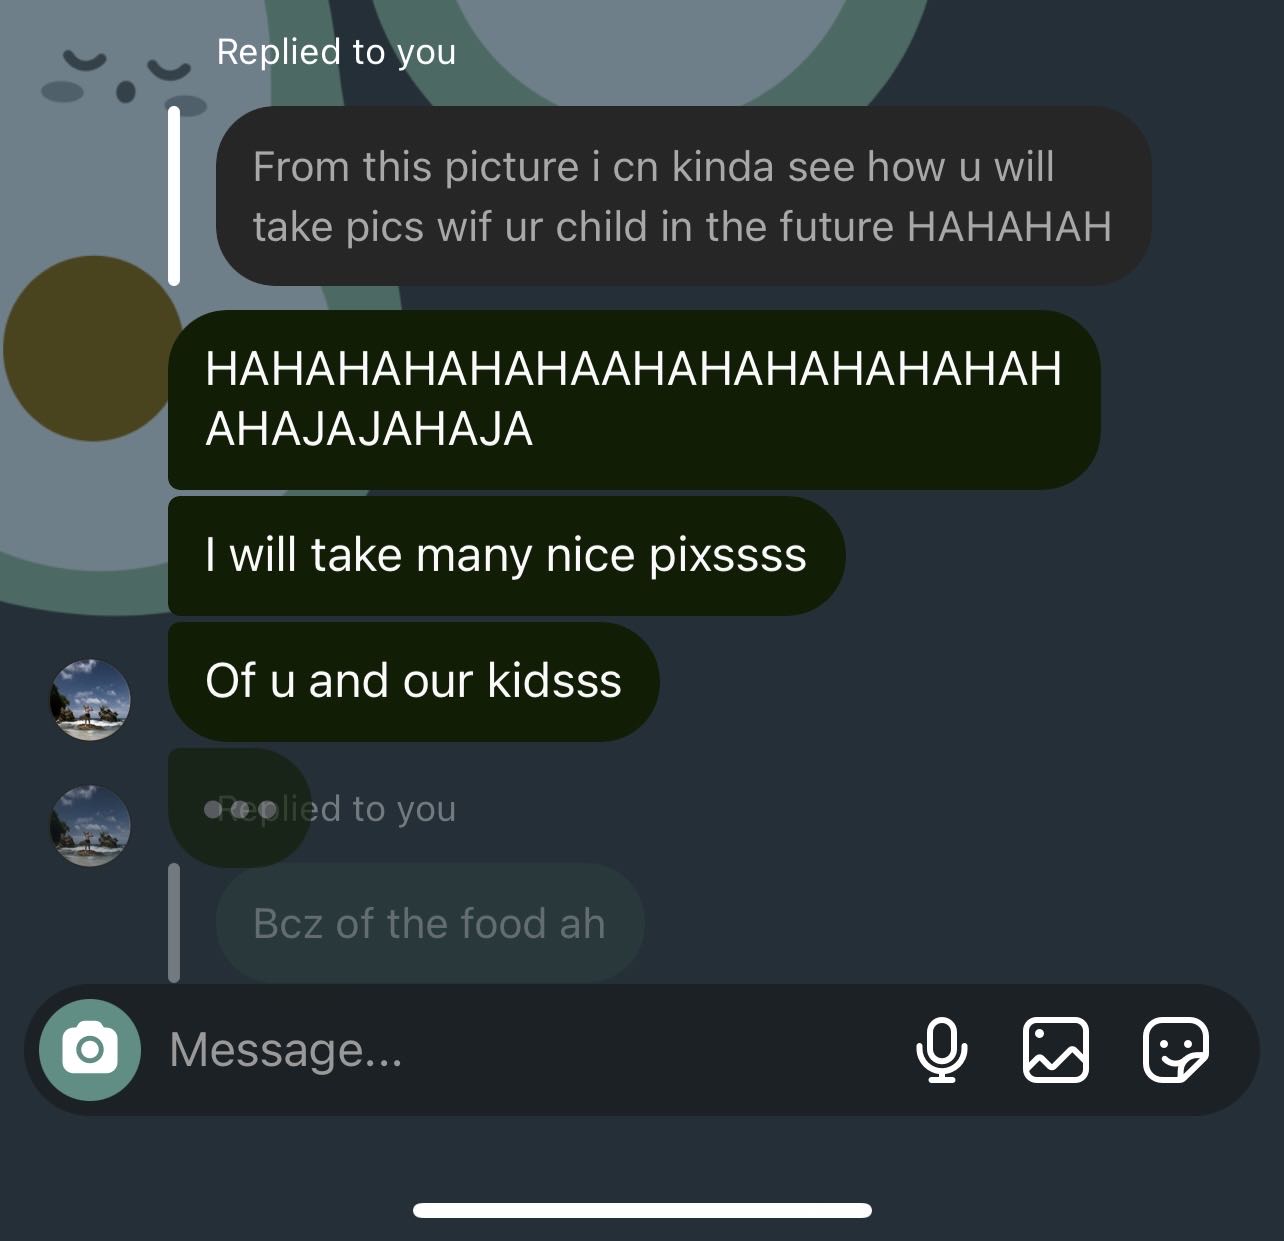 Replied to you
From this picture i cn kinda see how u will
take pics wif ur child in the future HAHAHAH
HAHAHAHAHAHAAHAHAHAHAHAHAH
AHAJAJAHAJA
I will take many nice pixssss
Of u and our kidsss
Replied to you
Bcz of the food ah
Message...